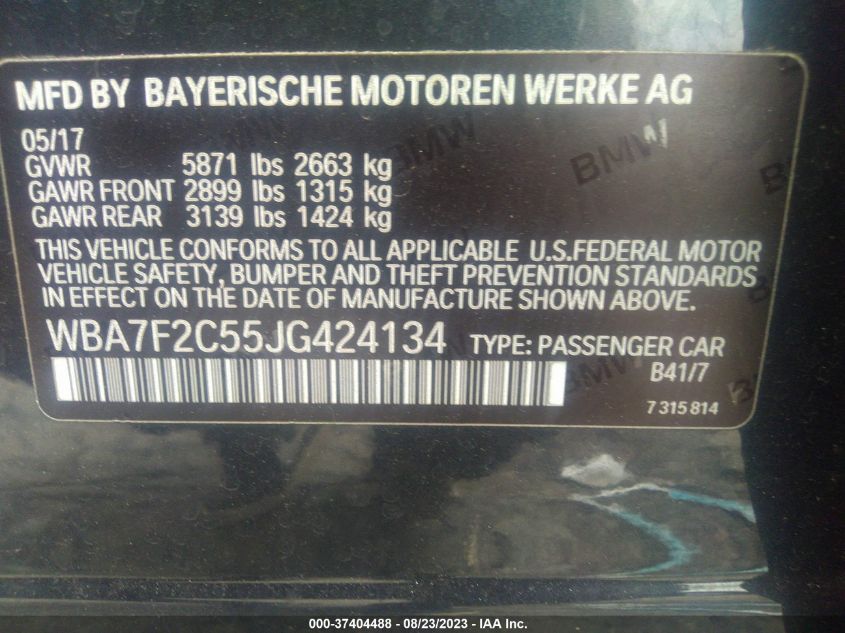 MFD BY BAYERISCHE MOTOREN WERKE AG
05/17
GVWR 5871 lbs 2663 kg
GAWR FRONT 2899 lbs 1315 kg
GAWR REAR 3139 lbs 1424 kg
THIS VEHICLE CONFORMS TO ALL APPLICABLE U.S.FEDERAL MOTOR
VEHICLE SAFETY, BUMPER AND THEFT PREVENTION STANDARDS
IN EFFECT ON THE DATE OF MANUFACTURE SHOWN ABOVE.
WBA7F2C55JG424134 TYPE: PASSENGER CAR
B41/7
7 315 814
BMW
BMW
000-37404488 - 08/23/2023 - IAA Inc.